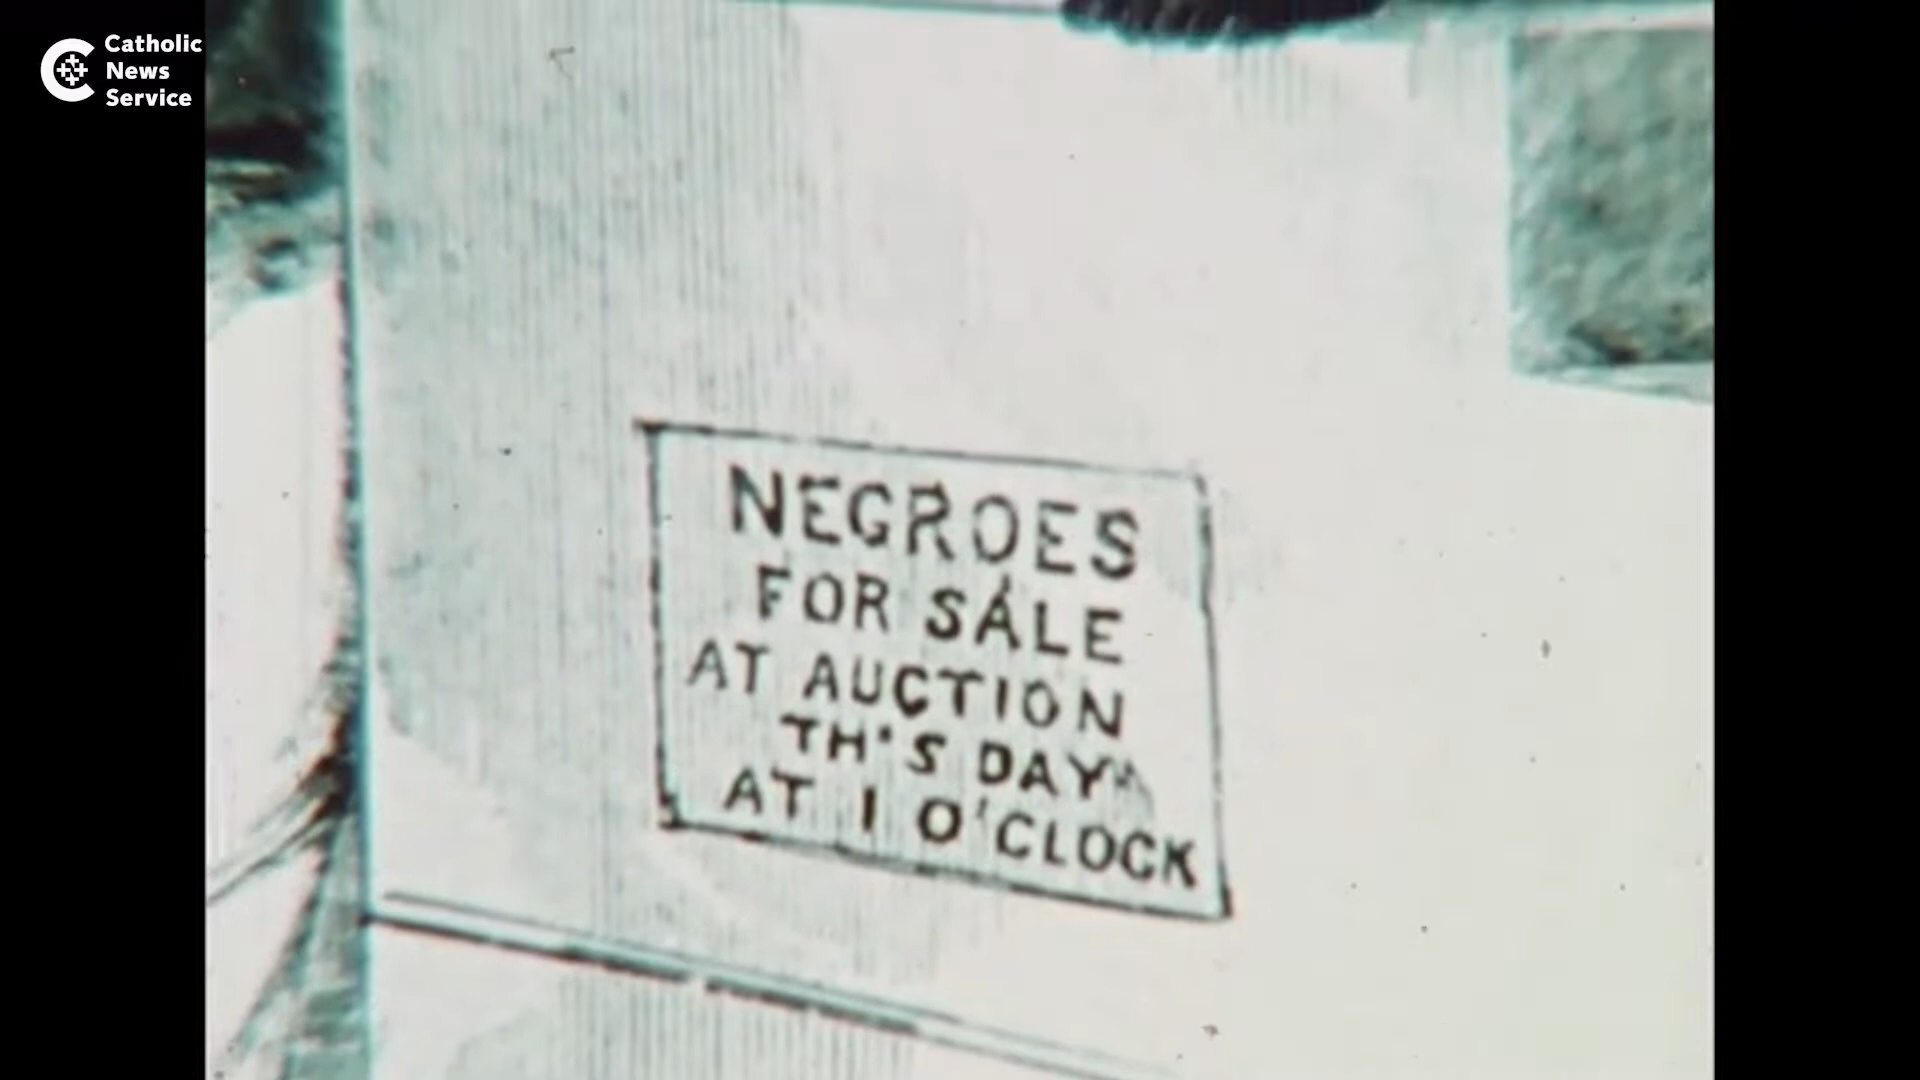 Catholic
News
Service
NEGROES
FOR SALE
AT AUCTION
TH'S DAY
AT 1 O'CLOCK